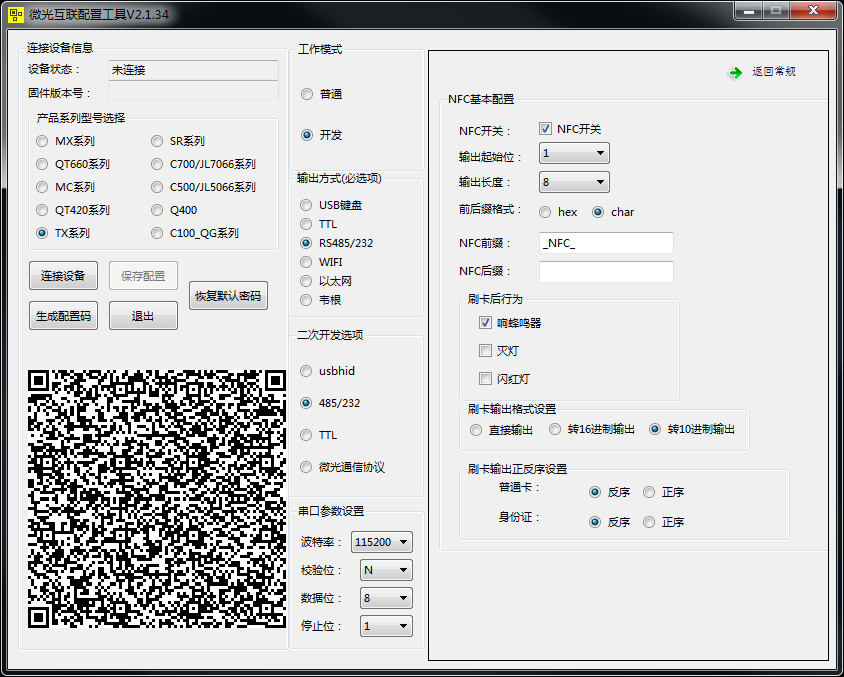 微光互联配置工具V2.1.34
连接设备信息
设备状态： 未连接
固件版本号：
产品系列型号选择
MX系列 SR系列
QT660系列 C700/JL7066系列
MC系列 C500/JL5066系列
QT420系列 Q400
TX系列 C100_QG系列
连接设备 保存配置
恢复默认密码
生成配置码 退出
工作模式
普通
开发
输出方式(必选项)
USB键盘
TTL
RS485/232
WIFI
以太网
韦根
二次开发选项
usbhid
485/232
TTL
微光通信协议
串口参数设置
波特率： 115200
校验位： N
数据位： 8
停止位： 1
返回常规
NFC基本配置
NFC开关： NFC开关
输出起始位： 1
输出长度： 8
前后缀格式： hex char
NFC前缀： _NFC_
NFC后缀：
刷卡后行为
响蜂鸣器
灭灯
闪红灯
刷卡输出格式设置
直接输出 转16进制输出 转10进制输出
刷卡输出正反序设置
普通卡： 反序 正序
身份证： 反序 正序